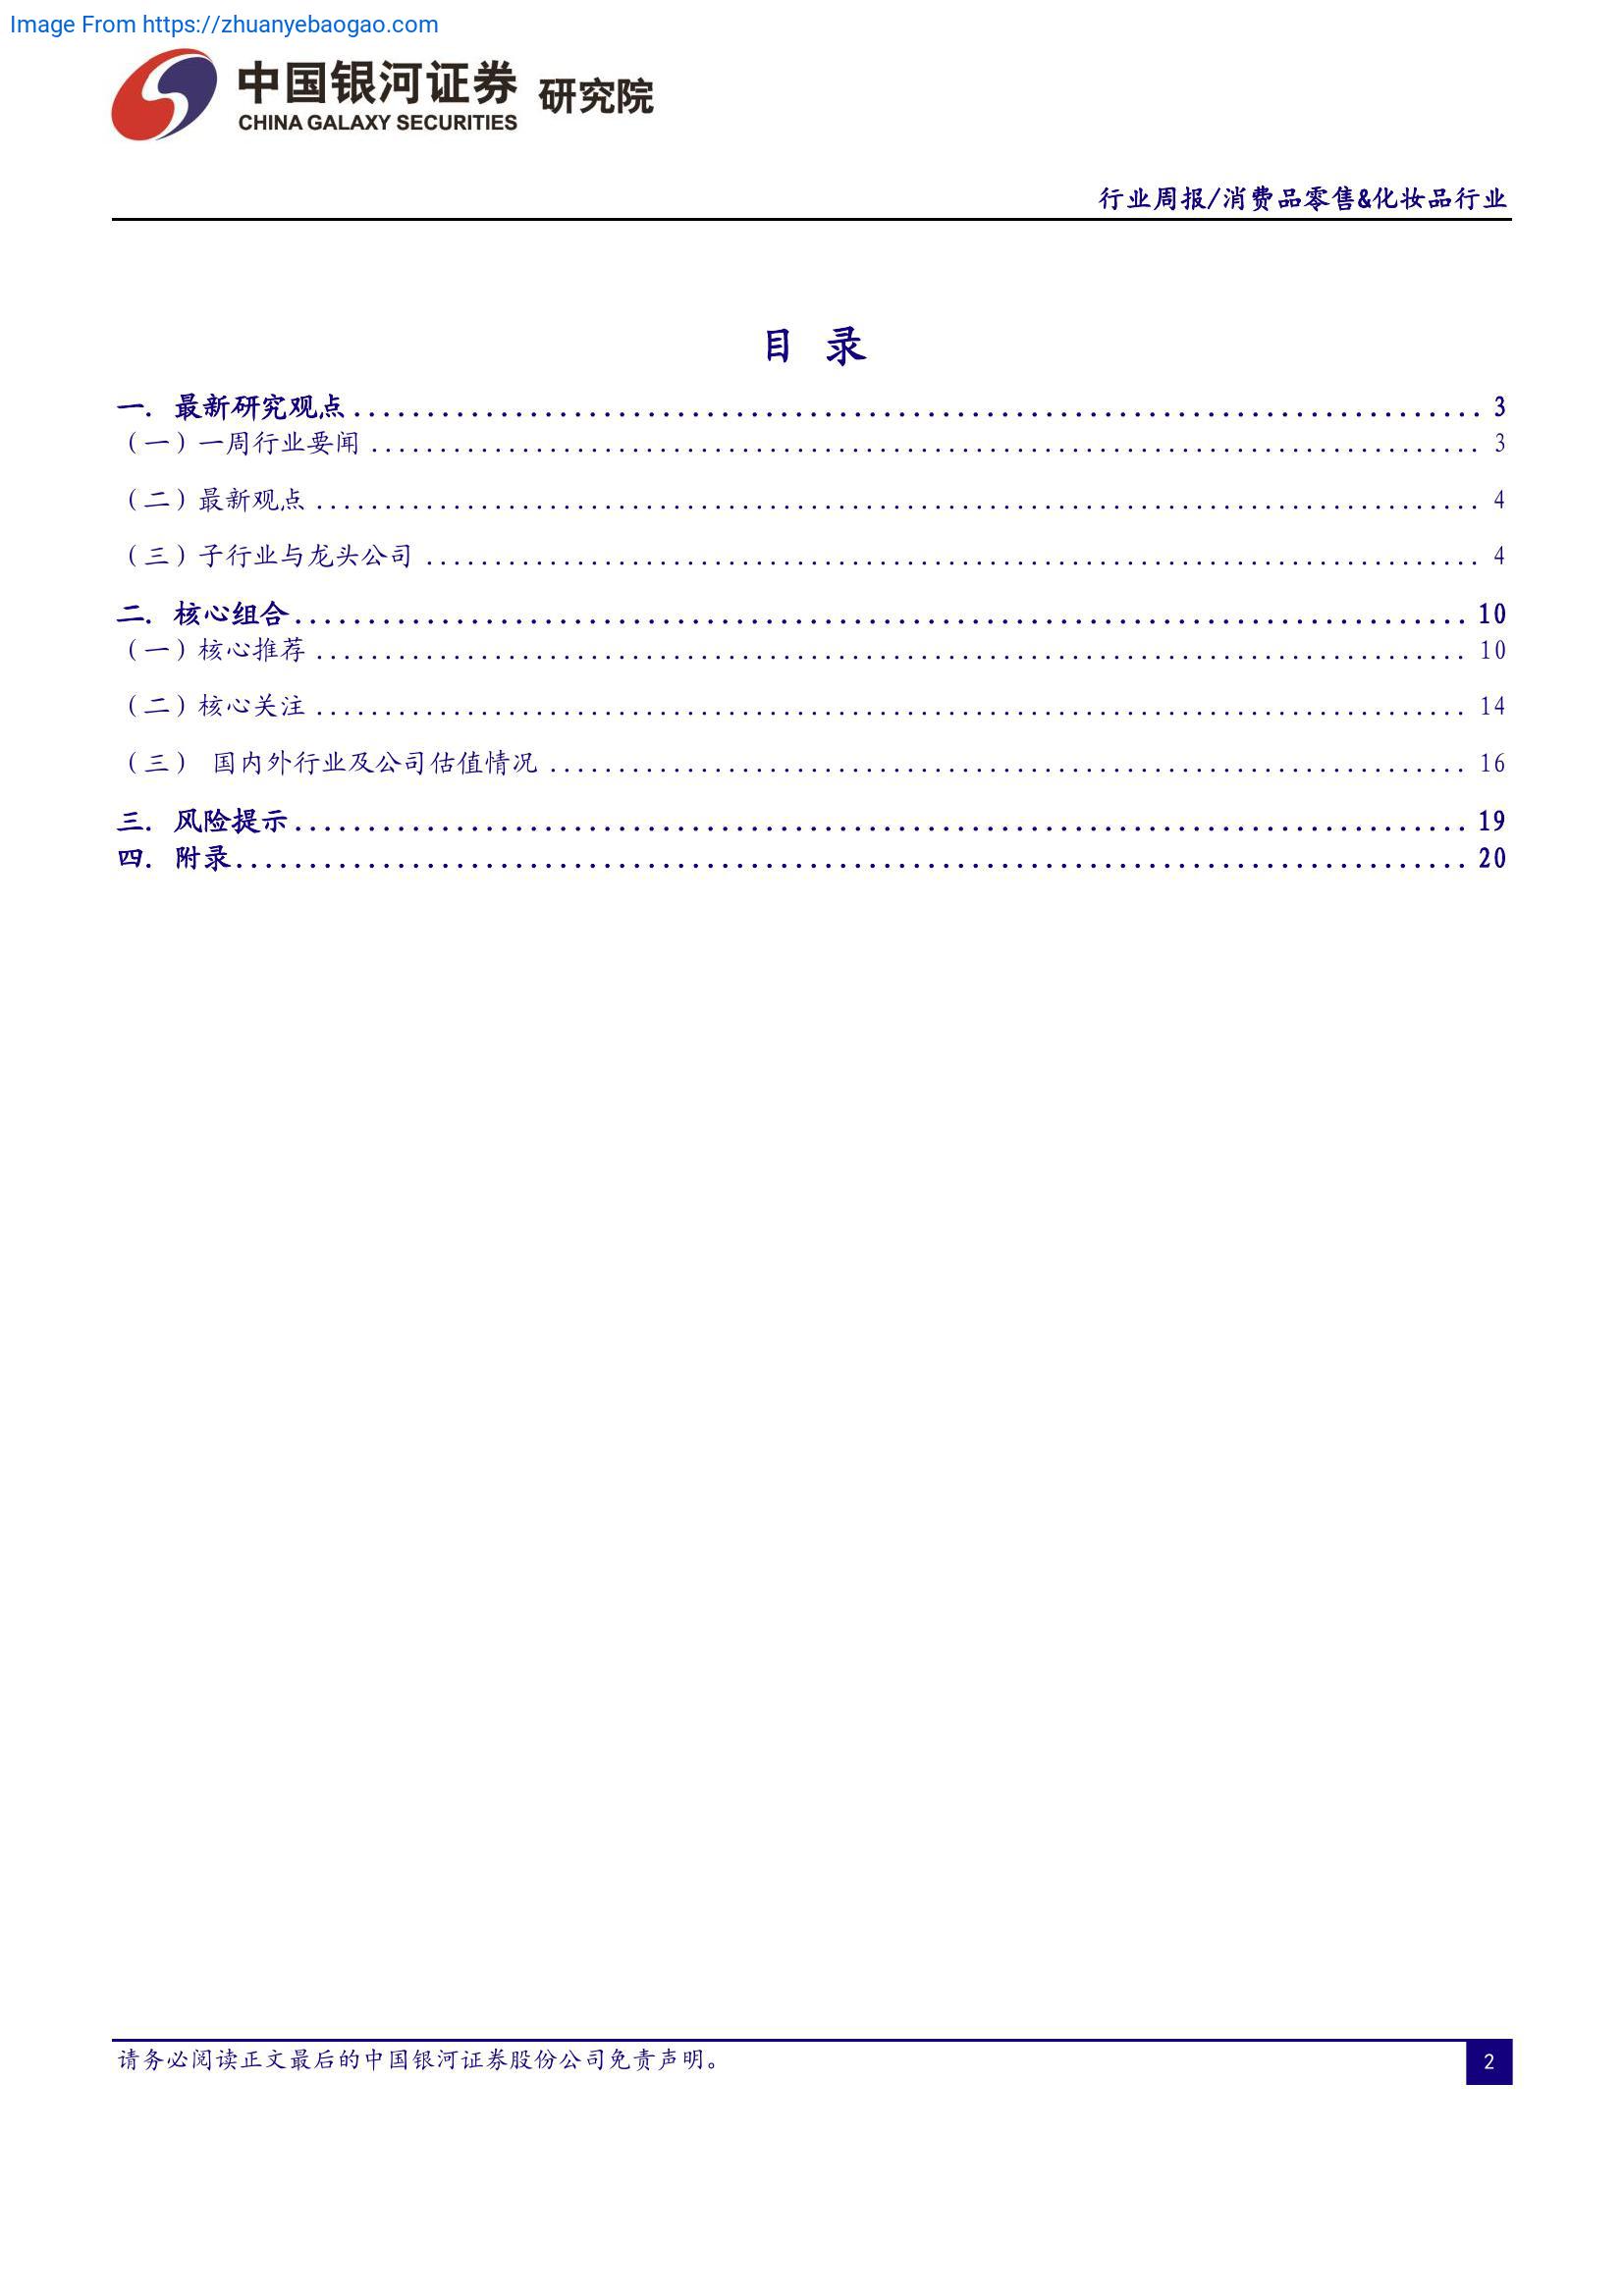 Image From https://zhuanyebaogao.com
中国银河证券 研究院
CHINA GALAXY SECURITIES
行业周报/消费品零售&化妆品行业
目 录
一. 最新研究观点 3
（一）一周行业要闻 3
（二）最新观点 4
（三）子行业与龙头公司 4
二. 核心组合 10
（一）核心推荐 10
（二）核心关注 14
（三） 国内外行业及公司估值情况 16
三. 风险提示 19
四. 附录 20
请务必阅读正文最后的中国银河证券股份公司免责声明。
2